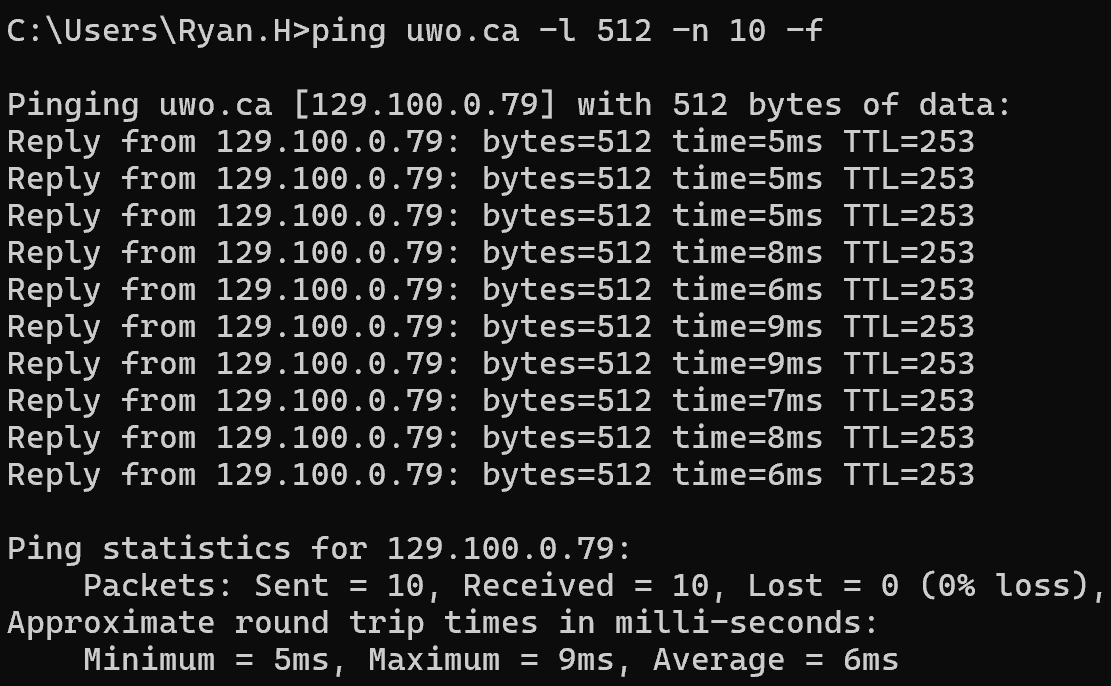 C:\Users\Ryan.H>ping uwo.ca -l 512 -n 10 -f
Pinging uwo.ca [129.100.0.79] with 512 bytes of data:
Reply from 129.100.0.79: bytes=512 time=5ms TTL=253
Reply from 129.100.0.79: bytes=512 time=5ms TTL=253
Reply from 129.100.0.79: bytes=512 time=5ms TTL=253
Reply from 129.100.0.79: bytes=512 time=8ms TTL=253
Reply from 129.100.0.79: bytes=512 time=6ms TTL=253
Reply from 129.100.0.79: bytes=512 time=9ms TTL=253
Reply from 129.100.0.79: bytes=512 time=9ms TTL=253
Reply from 129.100.0.79: bytes=512 time=7ms TTL=253
Reply from 129.100.0.79: bytes=512 time=8ms TTL=253
Reply from 129.100.0.79: bytes=512 time=6ms TTL=253
Ping statistics for 129.100.0.79:
    Packets: Sent = 10, Received = 10, Lost = 0 (0% loss),
Approximate round trip times in milli-seconds:
    Minimum = 5ms, Maximum = 9ms, Average = 6ms